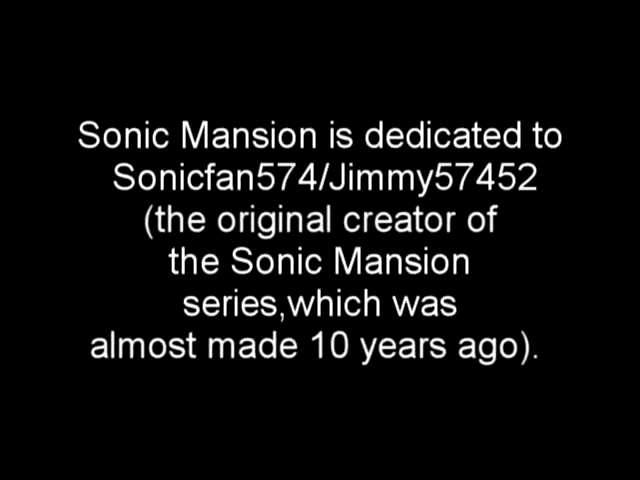 Sonic Mansion is dedicated to
Sonicfan574/Jimmy57452
(the original creator of
the Sonic Mansion
series,which was
almost made 10 years ago).